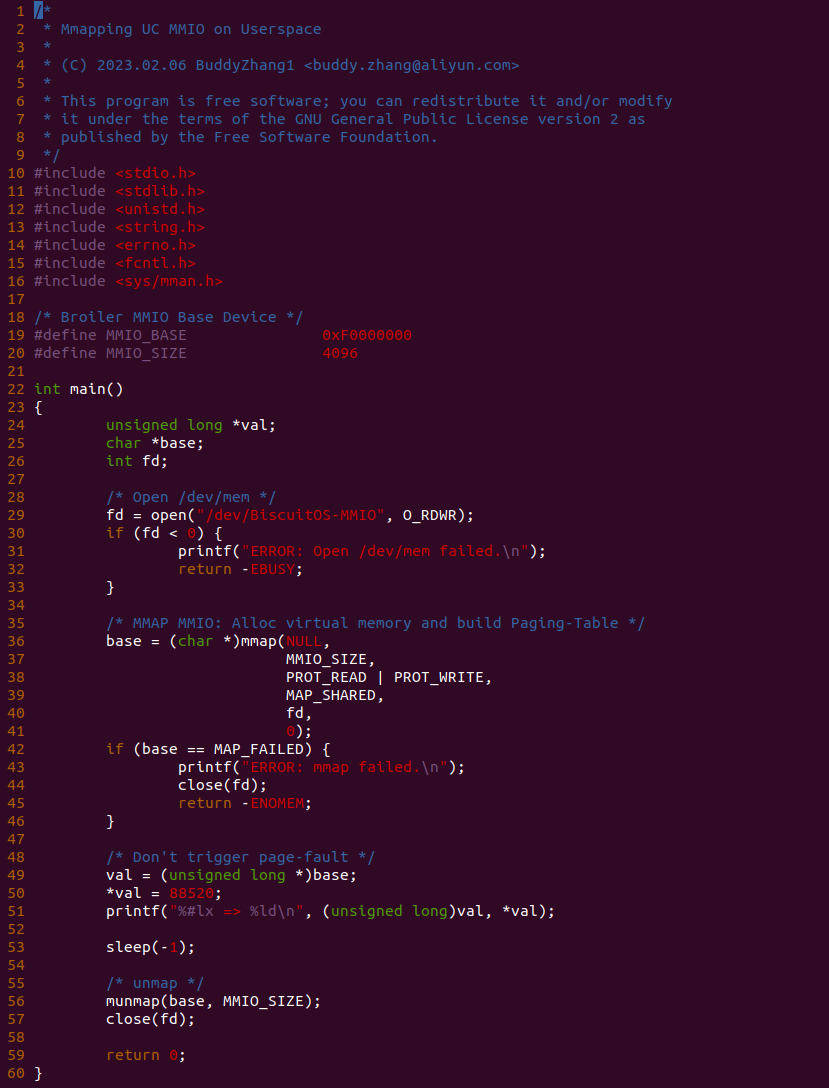 1 /*
2  * Mmapping UC MMIO on Userspace
3  *
4  * (C) 2023.02.06 BuddyZhang1 <buddy.zhang@aliyun.com>
5  *
6  * This program is free software; you can redistribute it and/or modify
7  * it under the terms of the GNU General Public License version 2 as
8  * published by the Free Software Foundation.
9  */
10 #include <stdio.h>
11 #include <stdlib.h>
12 #include <unistd.h>
13 #include <string.h>
14 #include <errno.h>
15 #include <fcntl.h>
16 #include <sys/mman.h>
17
18 /* Broiler MMIO Base Device */
19 #define MMIO_BASE               0xF0000000
20 #define MMIO_SIZE               4096
21
22 int main()
23 {
24         unsigned long *val;
25         char *base;
26         int fd;
27
28         /* Open /dev/mem */
29         fd = open("/dev/BiscuitOS-MMIO", O_RDWR);
30         if (fd < 0) {
31                 printf("ERROR: Open /dev/mem failed.\n");
32                 return -EBUSY;
33         }
34
35         /* MMAP MMIO: Alloc virtual memory and build Paging-Table */
36         base = (char *)mmap(NULL,
37                             MMIO_SIZE,
38                             PROT_READ | PROT_WRITE,
39                             MAP_SHARED,
40                             fd,
41                             0);
42         if (base == MAP_FAILED) {
43                 printf("ERROR: mmap failed.\n");
44                 close(fd);
45                 return -ENOMEM;
46         }
47
48         /* Don't trigger page-fault */
49         val = (unsigned long *)base;
50         *val = 88520;
51         printf("%#lx => %ld\n", (unsigned long)val, *val);
52
53         sleep(-1);
54
55         /* unmap */
56         munmap(base, MMIO_SIZE);
57         close(fd);
58
59         return 0;
60 }